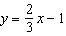 y = 2/3 x − 1